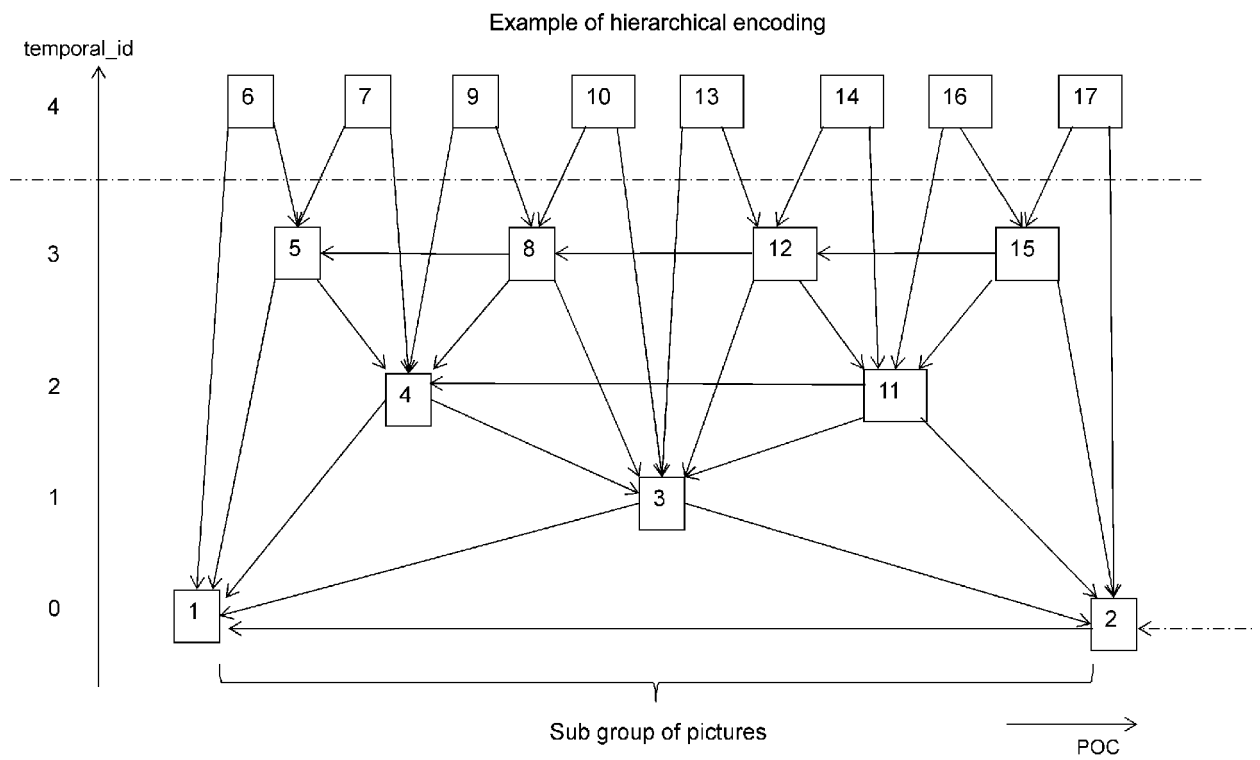 Example of hierarchical encoding
temporal_id
4
6 7 9 10 13 14 16 17
3
5 8 12 15
2
4 11
1
3
0
1 2
Sub group of pictures
POC